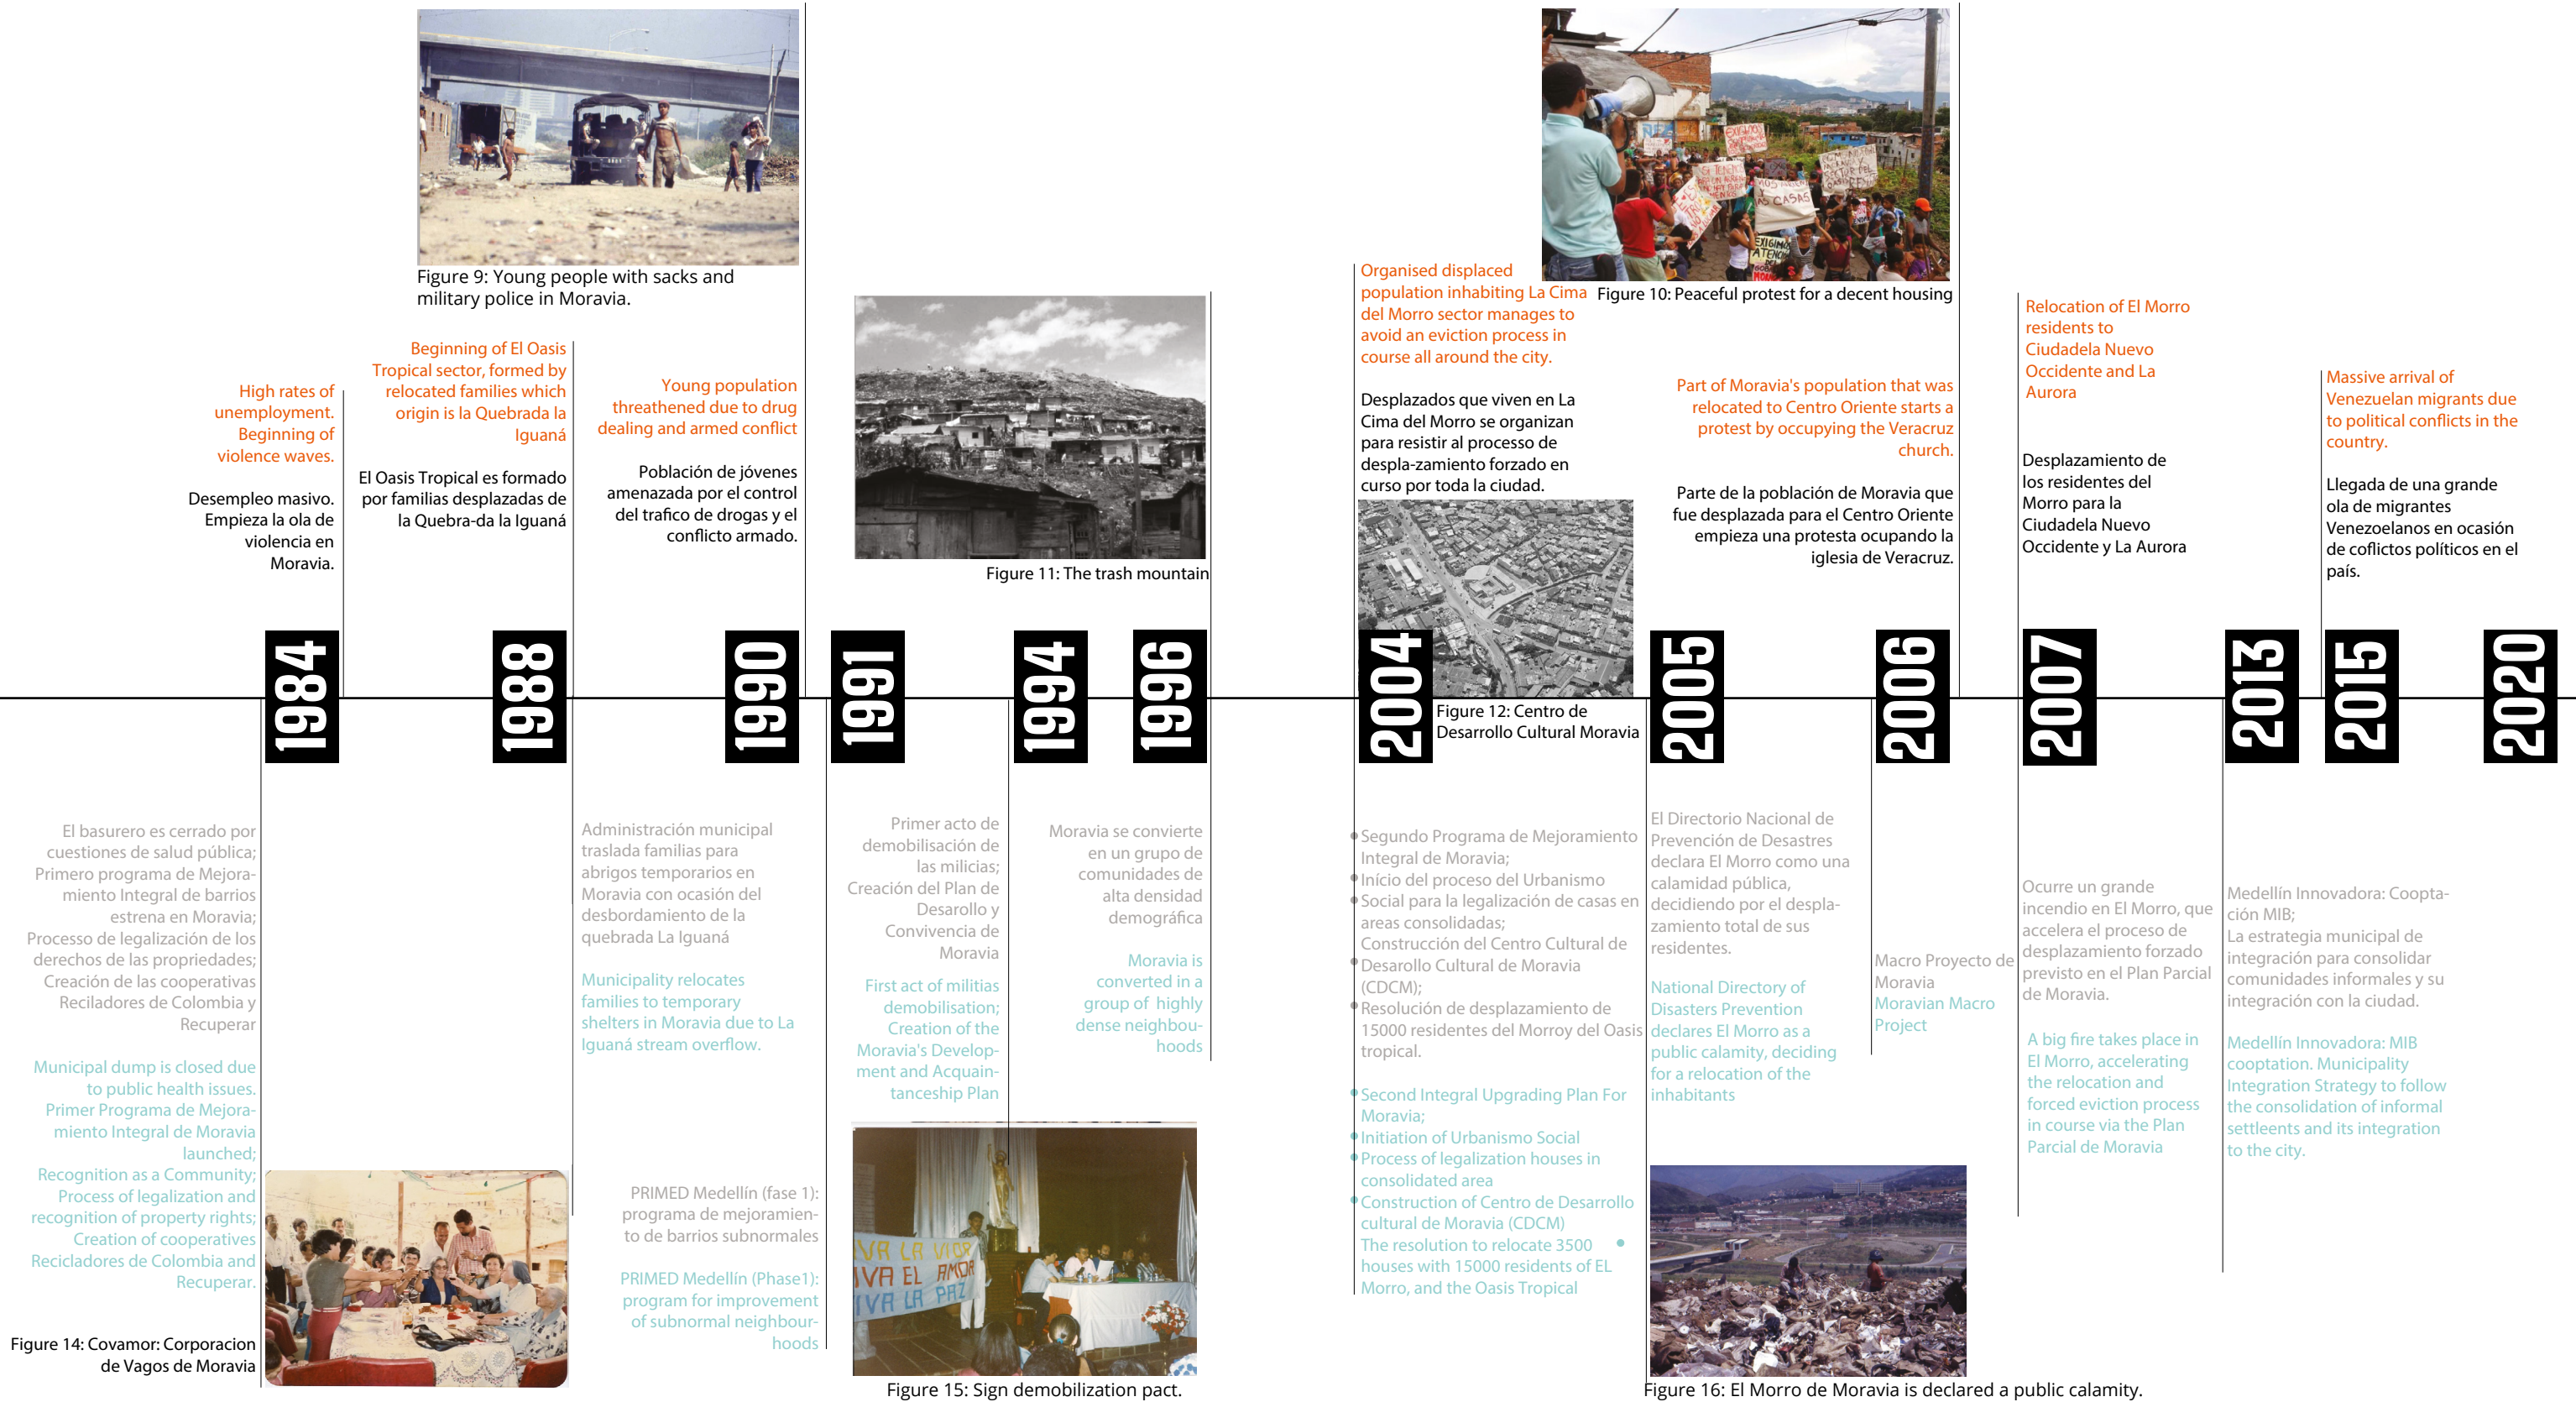 Figure 9: Young people with sacks and
military police in Moravia.
Figure 10: Peaceful protest for a decent housing
High rates of
unemployment.
Beginning of
violence waves.
Desempleo masivo.
Empieza la ola de
violencia en
Moravia.
Beginning of El Oasis
Tropical sector, formed by
relocated families which
origin is la Quebrada la
Iguaná
El Oasis Tropical es formado
por familias desplazadas de
la Quebra-da la Iguaná
Young population
threathened due to drug
dealing and armed conflict
Población de jóvenes
amenazada por el control
del trafico de drogas y el
conflicto armado.
Figure 11: The trash mountain
Organised displaced
population inhabiting La Cima
del Morro sector manages to
avoid an eviction process in
course all around the city.
Desplazados que viven en La
Cima del Morro se organizan
para resistir al processo de
despla-zamiento forzado en
curso por toda la ciudad.
EXIGIMOS
AS CASAS
EXIGIMOS
ATENCION
DEL
Part of Moravia's population that was
relocated to Centro Oriente starts a
protest by occupying the Veracruz
church.
Parte de la población de Moravia que
fue desplazada para el Centro Oriente
empieza una protesta ocupando la
iglesia de Veracruz.
Relocation of El Morro
residents to
Ciudadela Nuevo
Occidente and La
Aurora
Desplazamiento de
los residentes del
Morro para la
Ciudadela Nuevo
Occidente y La Aurora
Massive arrival of
Venezuelan migrants due
to political conflicts in the
country.
Llegada de una grande
ola de migrantes
Venezoelanos en ocasión
de coflictos políticos en el
país.
1984
1988
1990
1991
1994
1996
2004
2005
2006
2007
2013
2015
2020
Figure 12: Centro de
Desarrollo Cultural Moravia
El basurero es cerrado por
cuestiones de salud pública;
Primero programa de Mejora-
miento Integral de barrios
estrena en Moravia;
Processo de legalización de los
derechos de las propriedades;
Creación de las cooperativas
Reciladores de Colombia y
Recuperar
Municipal dump is closed due
to public health issues.
Primer Programa de Mejora-
miento Integral de Moravia
launched;
Recognition as a Community;
Process of legalization and
recognition of property rights;
Creation of cooperatives
Recicladores de Colombia and
Recuperar.
Figure 14: Covamor: Corporacion
de Vagos de Moravia
Administración municipal
traslada familias para
abrigos temporarios en
Moravia con ocasión del
desbordamiento de la
quebrada La Iguaná
Municipality relocates
families to temporary
shelters in Moravia due to La
Iguaná stream overflow.
PRIMED Medellín (fase 1):
programa de mejoramien-
to de barrios subnormales
PRIMED Medellín (Phase1):
program for improvement
of subnormal neighbour-
hoods
Primer acto de
demobilisación de
las milicias;
Creación del Plan de
Desarollo y
Convivencia de
Moravia
First act of militias
demobilisation;
Creation of the
Moravia's Develop-
ment and Acquain-
tanceship Plan
VIVA LA VIDA
VIVA EL AMOR
VIVA LA PAZ
Figure 15: Sign demobilization pact.
Moravia se convierte
en un grupo de
comunidades de
alta densidad
demográfica
Moravia is
converted in a
group of highly
dense neighbou-
hoods
• Segundo Programa de Mejoramiento
Integral de Moravia;
• Início del proceso del Urbanismo
• Social para la legalización de casas en
areas consolidadas;
Construcción del Centro Cultural de
• Desarollo Cultural de Moravia
(CDCM);
• Resolución de desplazamiento de
15000 residentes del Morroy del Oasis
tropical.
• Second Integral Upgrading Plan For
Moravia;
• Initiation of Urbanismo Social
• Process of legalization houses in
consolidated area
• Construction of Centro de Desarrollo
cultural de Moravia (CDCM)
The resolution to relocate 3500 •
houses with 15000 residents of EL
Morro, and the Oasis Tropical
El Directorio Nacional de
Prevención de Desastres
declara El Morro como una
calamidad pública,
decidiendo por el despla-
zamiento total de sus
residentes.
National Directory of
Disasters Prevention
declares El Morro as a
public calamity, deciding
for a relocation of the
inhabitants
Figure 16: El Morro de Moravia is declared a public calamity.
Macro Proyecto de
Moravia
Moravian Macro
Project
Ocurre un grande
incendio en El Morro, que
accelera el proceso de
desplazamiento forzado
previsto en el Plan Parcial
de Moravia.
A big fire takes place in
El Morro, accelerating
the relocation and
forced eviction process
in course via the Plan
Parcial de Moravia
Medellín Innovadora: Coopta-
ción MIB;
La estrategia municipal de
integración para consolidar
comunidades informales y su
integración con la ciudad.
Medellín Innovadora: MIB
cooptation. Municipality
Integration Strategy to follow
the consolidation of informal
settleents and its integration
to the city.